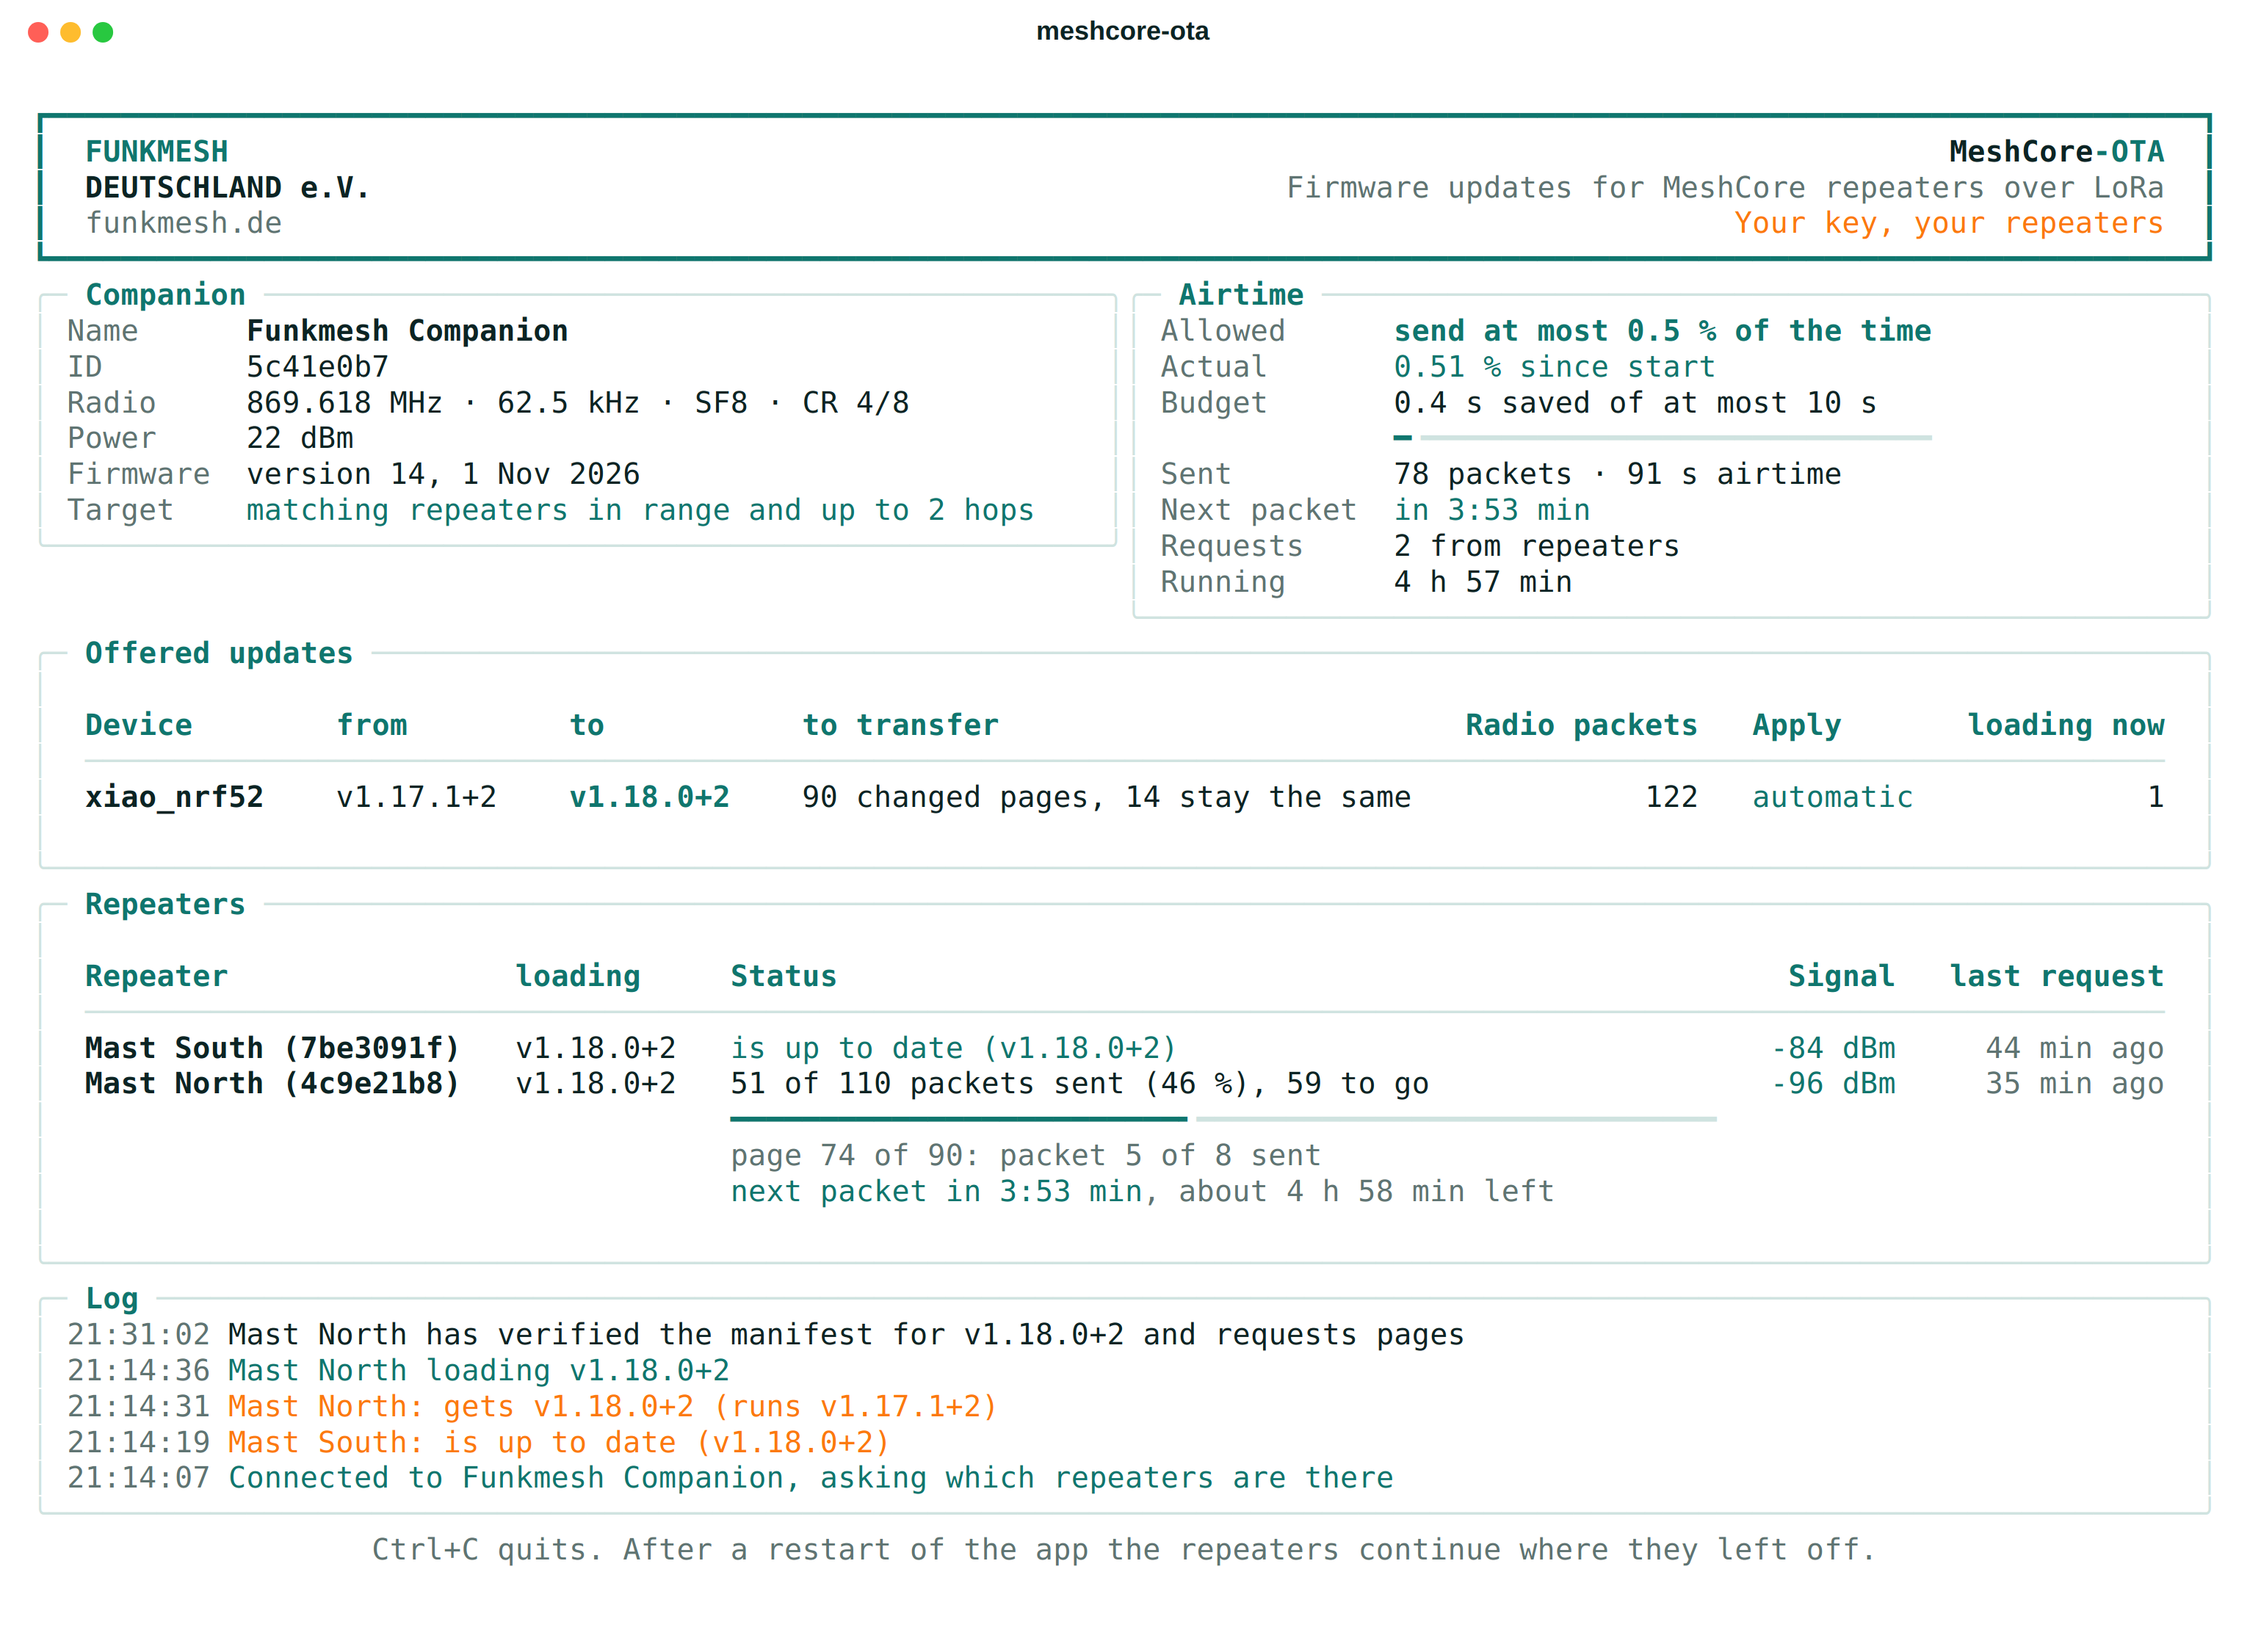 meshcore-ota
FUNKMESH
DEUTSCHLAND e.V.
funkmesh.de
MeshCore-OTA
Firmware updates for MeshCore repeaters over LoRa
Your key, your repeaters
Companion
Name Funkmesh Companion
ID 5c41e0b7
Radio 869.618 MHz · 62.5 kHz · SF8 · CR 4/8
Power 22 dBm
Firmware version 14, 1 Nov 2026
Target matching repeaters in range and up to 2 hops
Airtime
Allowed send at most 0.5 % of the time
Actual 0.51 % since start
Budget 0.4 s saved of at most 10 s
Sent 78 packets · 91 s airtime
Next packet in 3:53 min
Requests 2 from repeaters
Running 4 h 57 min
Offered updates
Device from to to transfer Radio packets Apply loading now
xiao_nrf52 v1.17.1+2 v1.18.0+2 90 changed pages, 14 stay the same 122 automatic 1
Repeaters
Repeater loading Status Signal last request
Mast South (7be3091f) v1.18.0+2 is up to date (v1.18.0+2) -84 dBm 44 min ago
Mast North (4c9e21b8) v1.18.0+2 51 of 110 packets sent (46 %), 59 to go -96 dBm 35 min ago
page 74 of 90: packet 5 of 8 sent
next packet in 3:53 min, about 4 h 58 min left
Log
21:31:02 Mast North has verified the manifest for v1.18.0+2 and requests pages
21:14:36 Mast North loading v1.18.0+2
21:14:31 Mast North: gets v1.18.0+2 (runs v1.17.1+2)
21:14:19 Mast South: is up to date (v1.18.0+2)
21:14:07 Connected to Funkmesh Companion, asking which repeaters are there
Ctrl+C quits. After a restart of the app the repeaters continue where they left off.